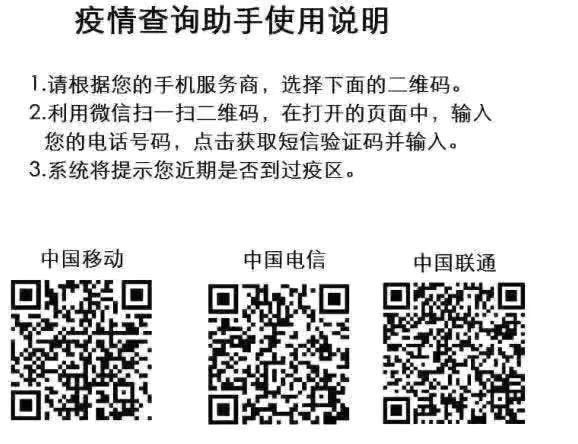 疫情查询助手使用说明
1.请根据您的手机服务商，选择下面的二维码。
2.利用微信扫一扫二维码，在打开的页面中，输入
您的电话号码，点击获取短信验证码并输入。
3.系统将提示您近期是否到过疫区。
中国移动
中国电信
中国联通